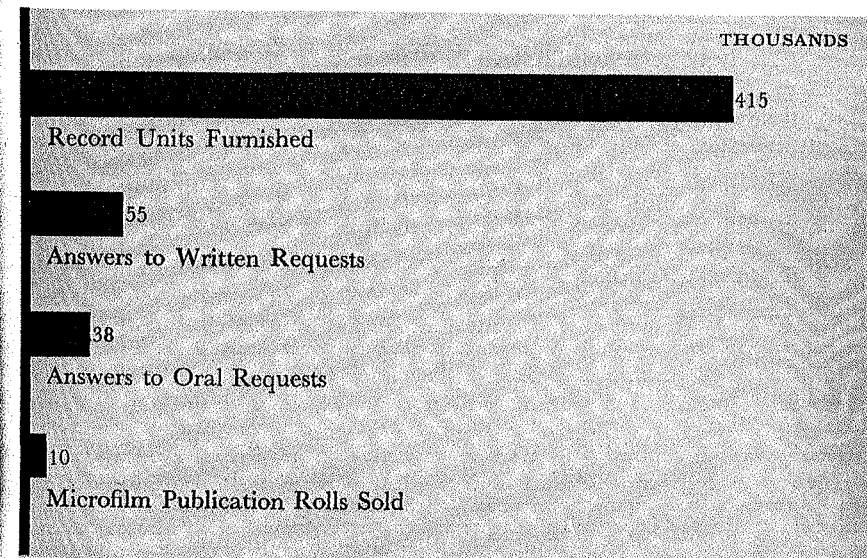 THOUSANDS
415
Record Units Furnished
55
Answers to Written Requests
38
Answers to Oral Requests
10
Microfilm Publication Rolls Sold